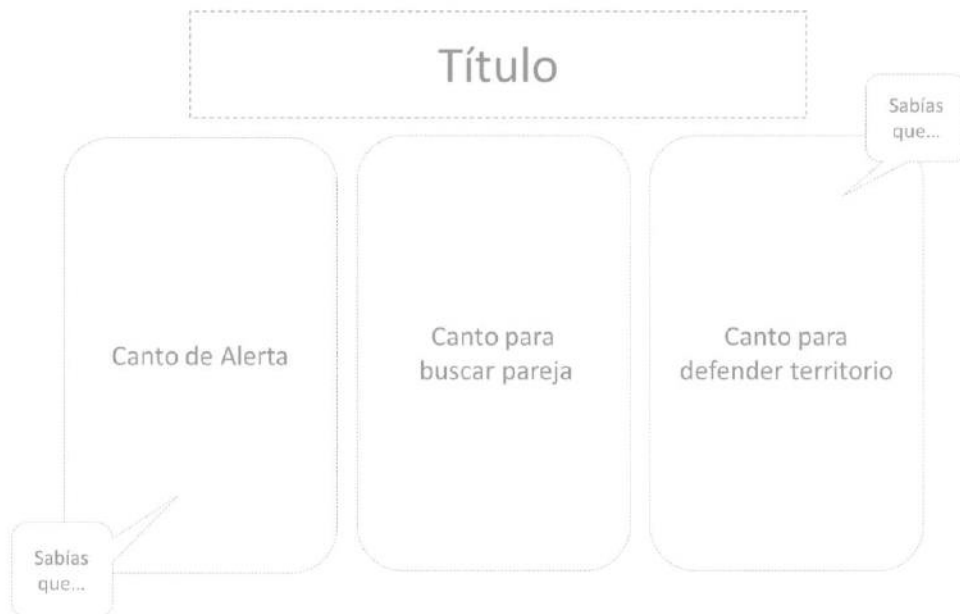 Título
Sabías
que...
Canto de Alerta
Canto para
buscar pareja
Canto para
defender territorio
Sabías
que...